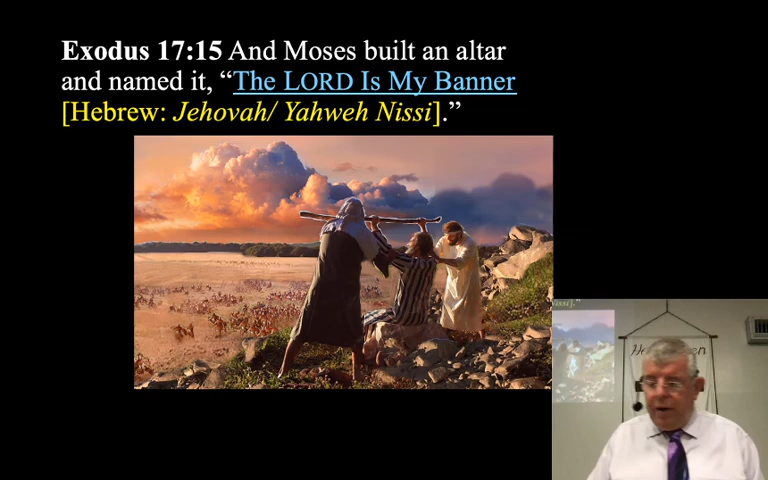 Exodus 17:15 And Moses built an altar
and named it, “The LORD Is My Banner
[Hebrew: Jehovah/ Yahweh Nissi].”